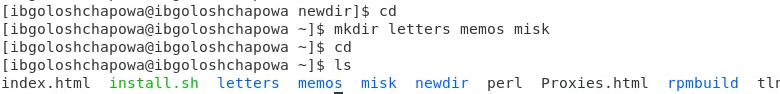 [ibgoloshchapowa@ibgoloshchapowa newdir]$ cd
[ibgoloshchapowa@ibgoloshchapowa ~]$ mkdir letters memos misk
[ibgoloshchapowa@ibgoloshchapowa ~]$ cd
[ibgoloshchapowa@ibgoloshchapowa ~]$ ls
index.html install.sh letters memos misk newdir perl Proxies.html rpmbuild